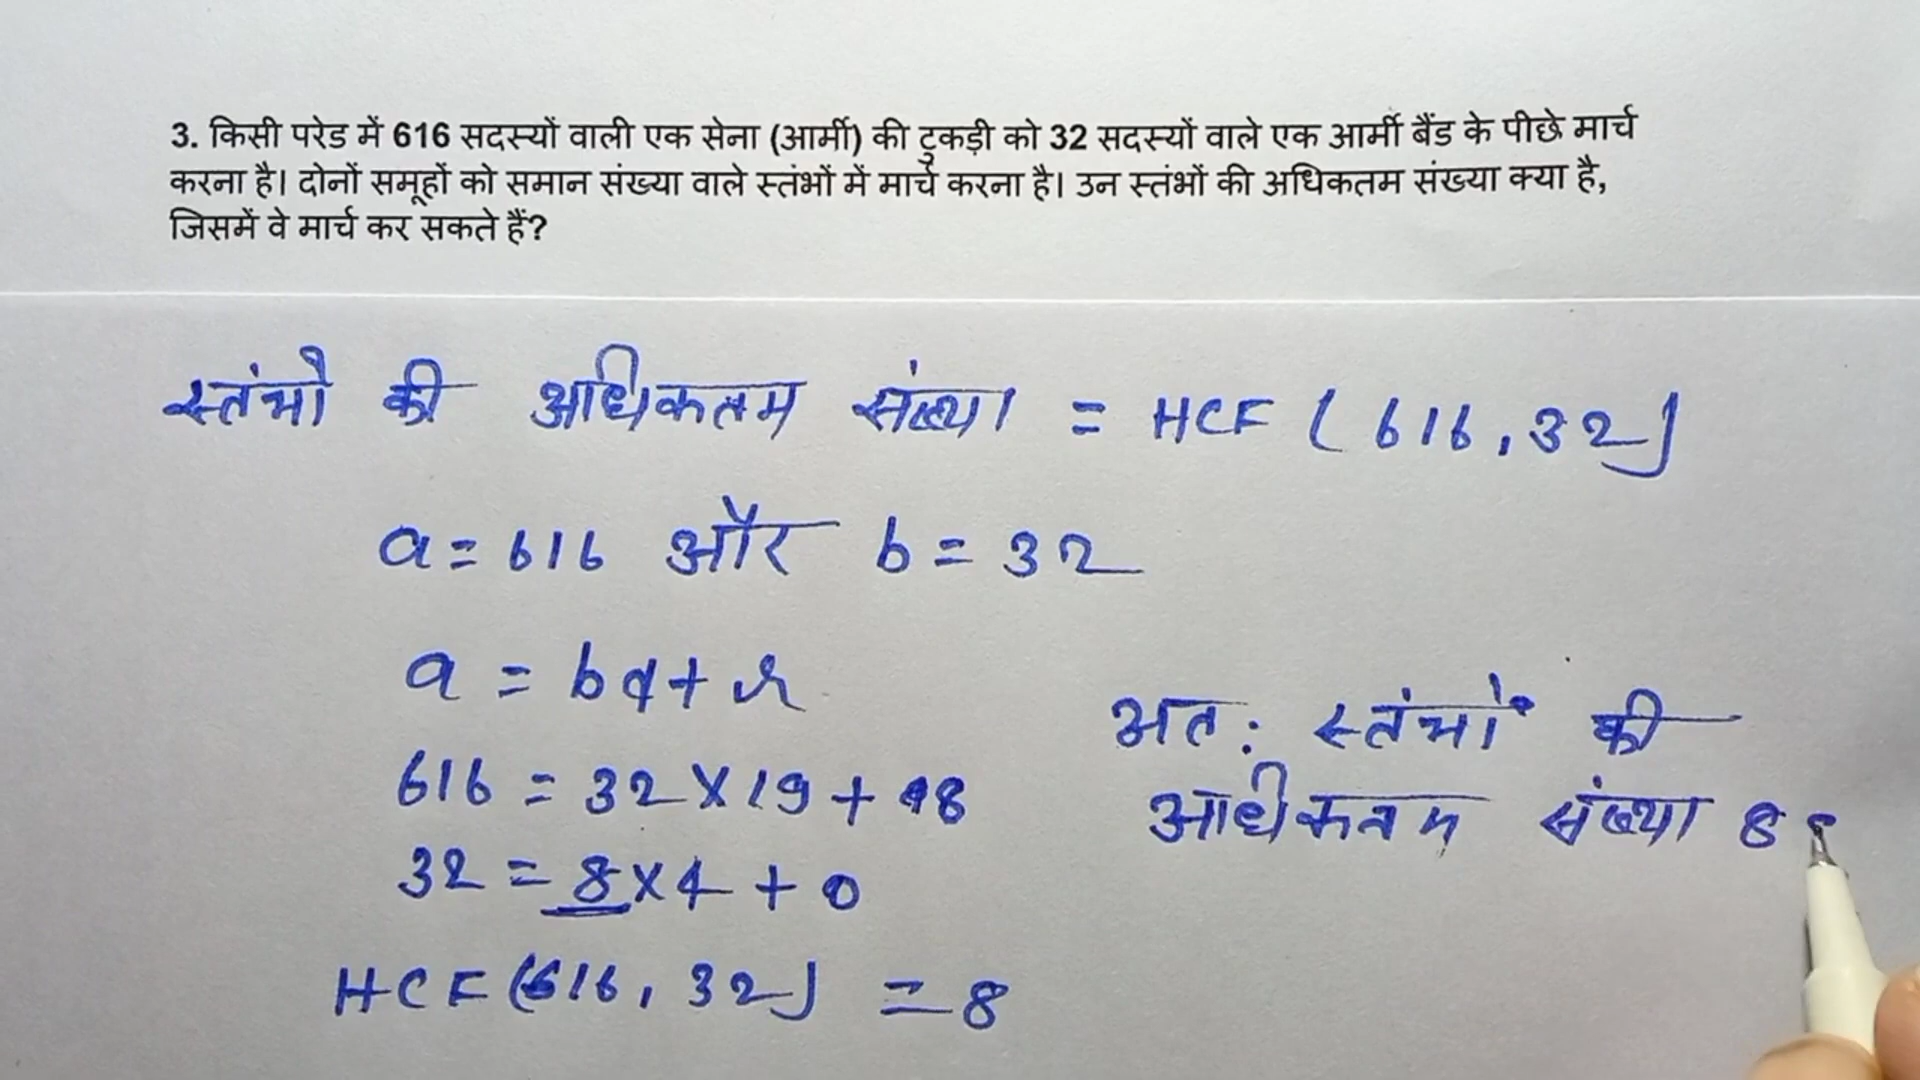 3. किसी परेड में 616 सदस्यों वाली एक सेना (आर्मी) की टुकड़ी को 32 सदस्यों वाले एक आर्मी बैंड के पीछे मार्च
करना है। दोनों समूहों को समान संख्या वाले स्तंभों में मार्च करना है। उन स्तंभों की अधिकतम संख्या क्या है,
जिसमें वे मार्च कर सकते हैं?
स्तंभो की अधिकतम संख्या = HCF (616, 32)
a = 616 और b = 32
a = bq + r
616 = 32 × 19 + 8
32 = 8 × 4 + 0
HCF (616, 32) = 8
अत: स्तंभों की
अधिकतम संख्या 8